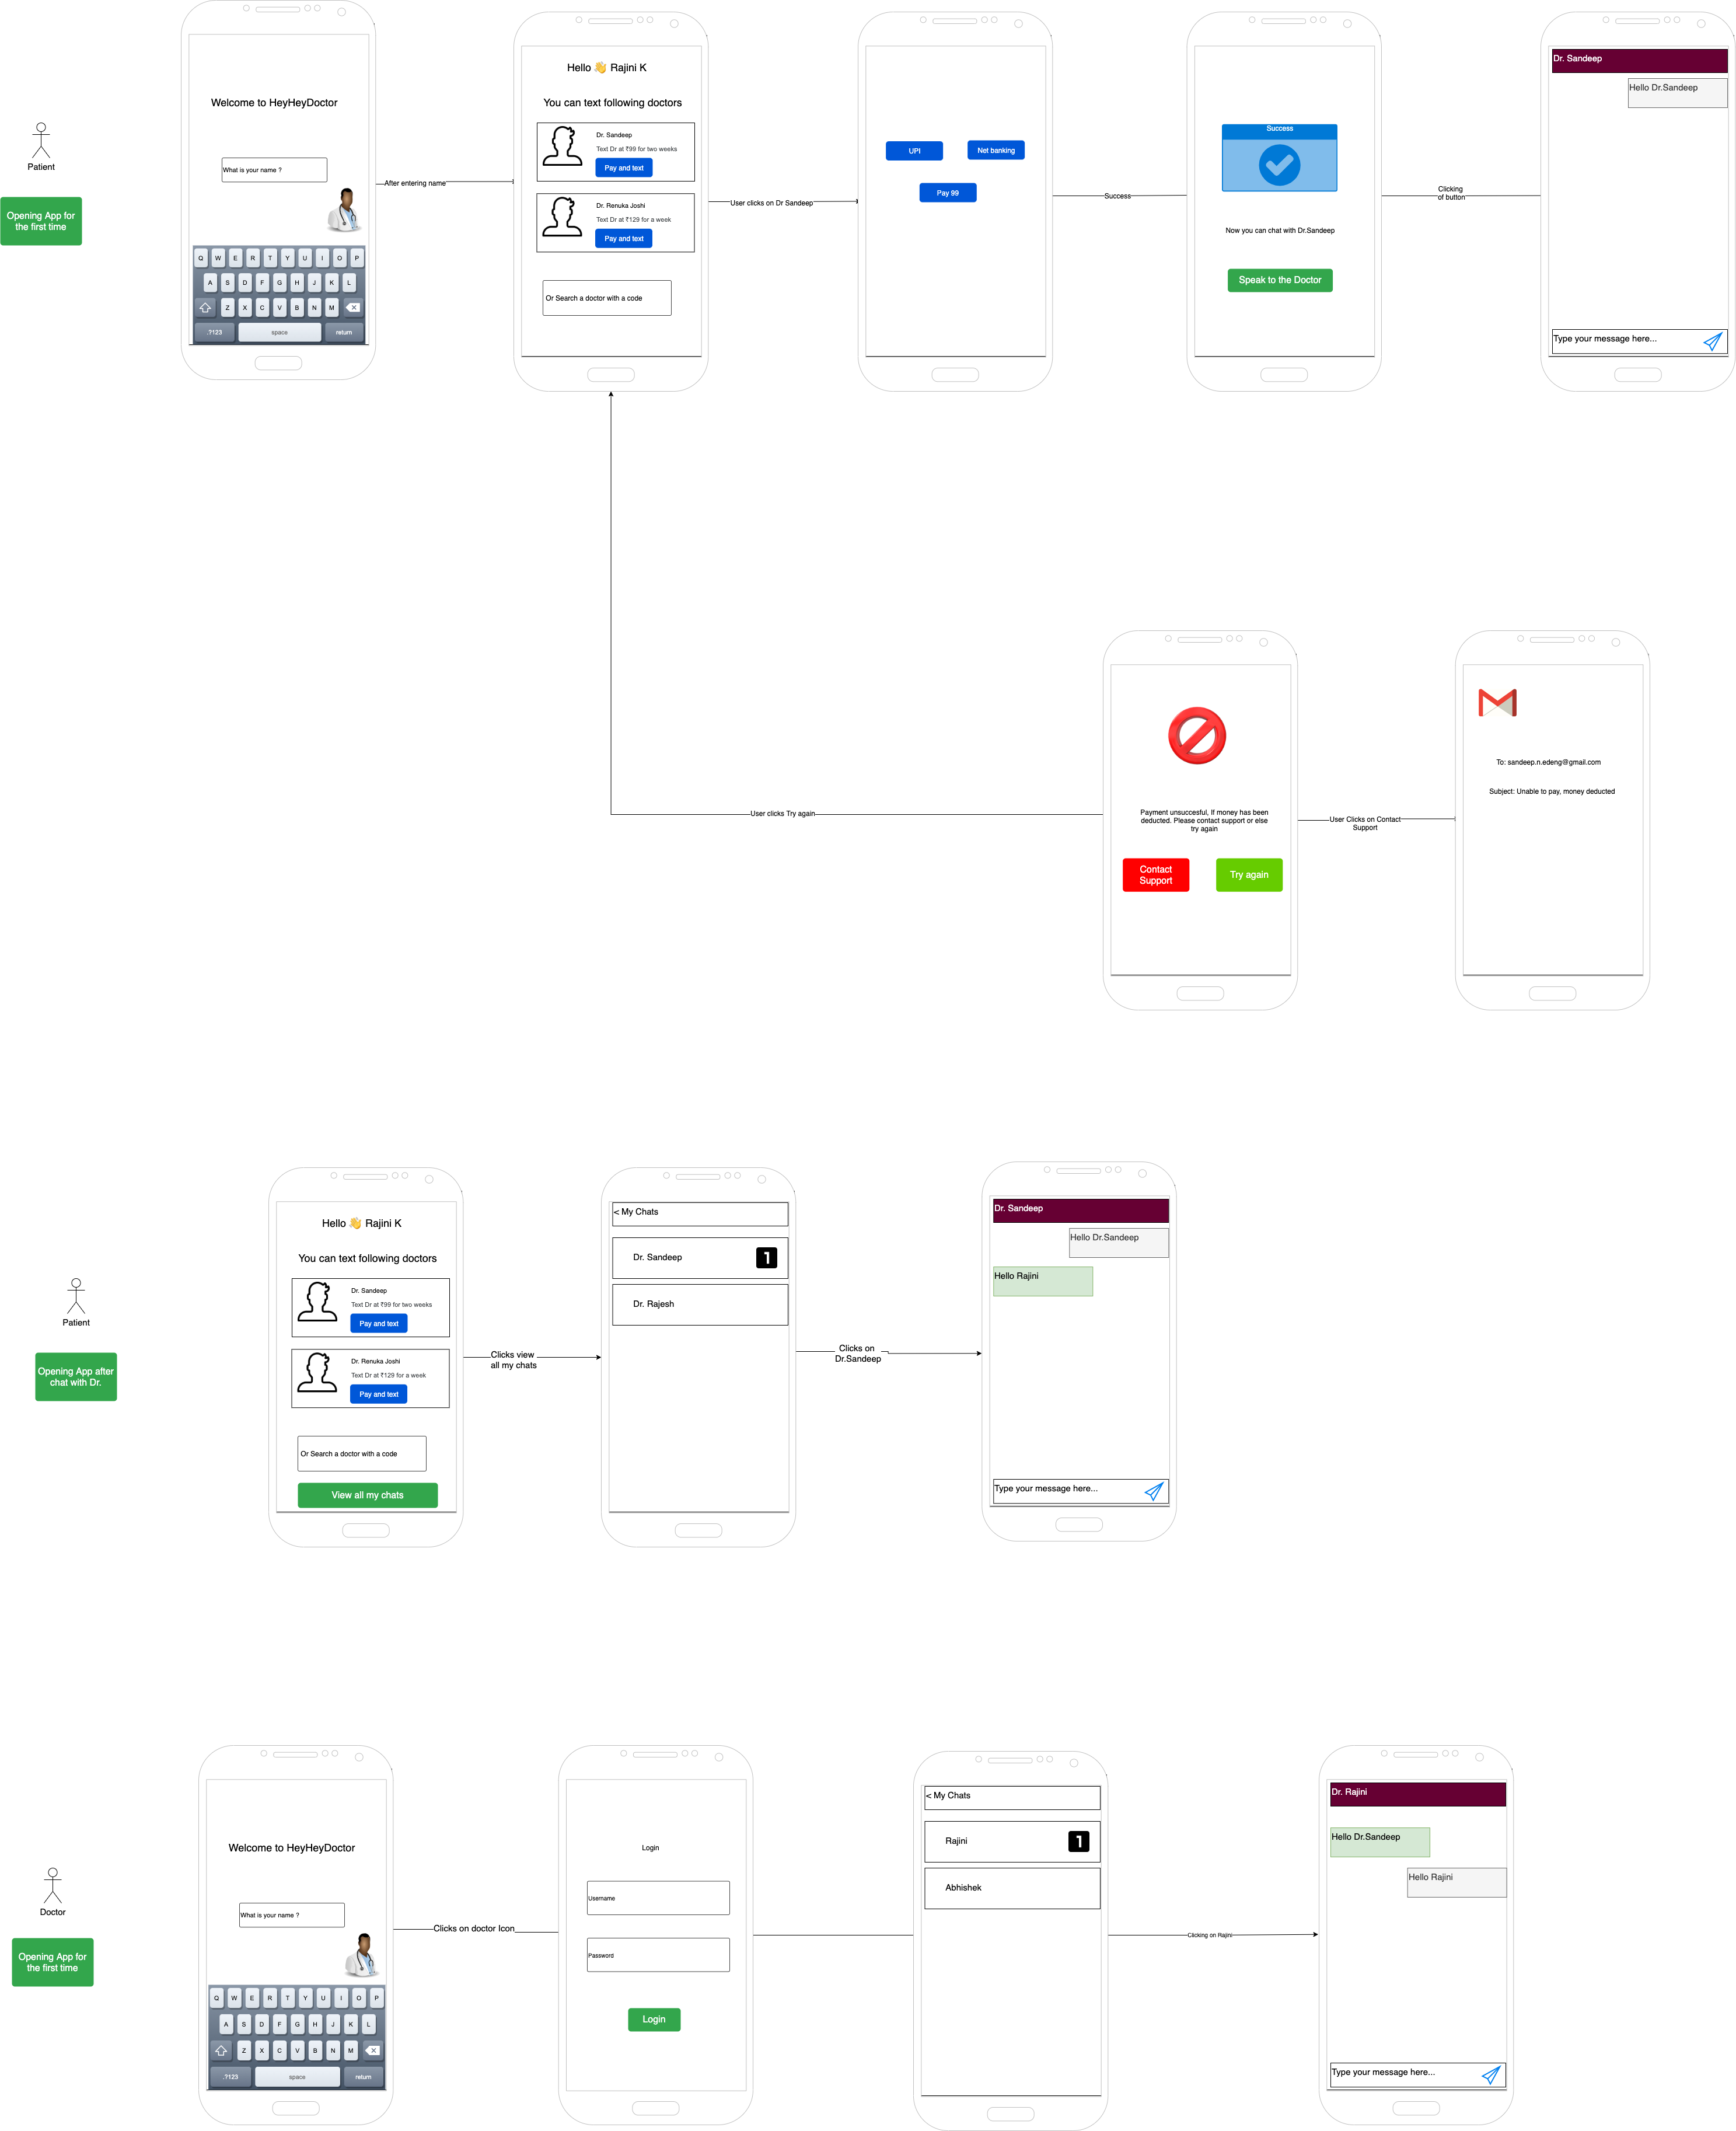 Patient
Opening App for
the first time
Welcome to HeyHeyDoctor
What is your name ?
Q W E R T Y U I O P
A S D F G H J K L
Z X C V B N M
.?123 space return
After entering name
Hello 👋 Rajini K
You can text following doctors
Dr. Sandeep
Text Dr at ₹99 for two weeks
Pay and text
Dr. Renuka Joshi
Text Dr at ₹129 for a week
Pay and text
Or Search a doctor with a code
User clicks on Dr Sandeep
UPI
Net banking
Pay 99
Success
Success
Now you can chat with Dr.Sandeep
Speak to the Doctor
Clicking
of button
Dr. Sandeep
Hello Dr.Sandeep
Type your message here...
User clicks Try again
Payment unsuccesful, If money has been
deducted. Please contact support or else
try again
Contact
Support
Try again
User Clicks on Contact
Support
To: sandeep.n.edeng@gmail.com
Subject: Unable to pay, money deducted
Patient
Opening App after
chat with Dr.
Hello 👋 Rajini K
You can text following doctors
Dr. Sandeep
Text Dr at ₹99 for two weeks
Pay and text
Dr. Renuka Joshi
Text Dr at ₹129 for a week
Pay and text
Or Search a doctor with a code
View all my chats
Clicks view
all my chats
< My Chats
Dr. Sandeep
1
Dr. Rajesh
Clicks on
Dr.Sandeep
Dr. Sandeep
Hello Dr.Sandeep
Hello Rajini
Type your message here...
Doctor
Opening App for
the first time
Welcome to HeyHeyDoctor
What is your name ?
Q W E R T Y U I O P
A S D F G H J K L
Z X C V B N M
.?123 space return
Clicks on doctor Icon
Login
Username
Password
Login
< My Chats
Rajini
1
Abhishek
Clicking on Rajini
Dr. Rajini
Hello Dr.Sandeep
Hello Rajini
Type your message here...